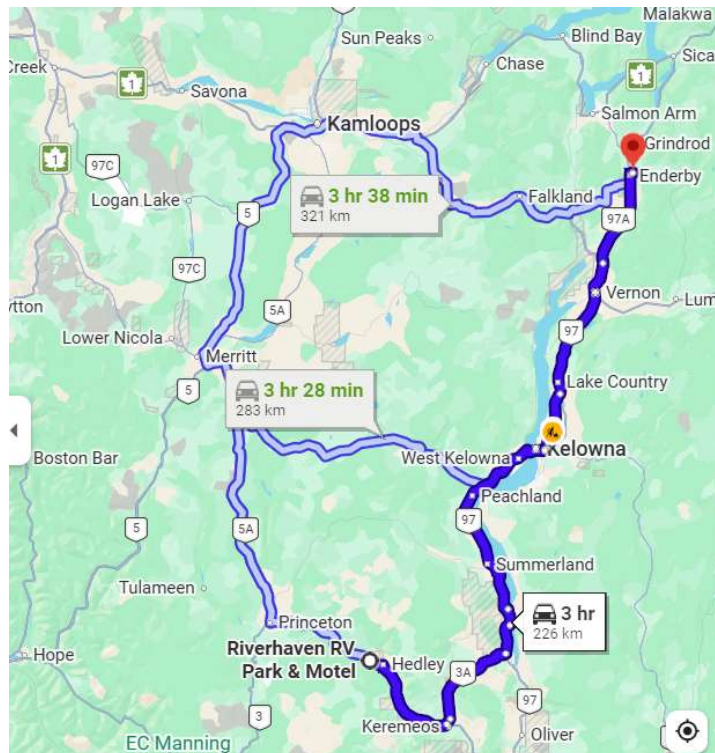 Malakwa
Sun Peaks
Blind Bay
Creek
1
Chase
1
Sica
Savona
Kamloops
Salmon Arm
Grindrod
1
97C
Enderby
3 hr 38 min
321 km
Falkland
Logan Lake
5
97A
97C
Vernon
Lum
5A
ytton
97
Lower Nicola
Merritt
5
3 hr 28 min
283 km
Lake Country
Kelowna
West Kelowna
Boston Bar
Peachland
97
5
5A
Summerland
Tulameen
3 hr
226 km
Princeton
Riverhaven RV
Park & Motel
Hedley
Hope
3A
97
3
Keremeos
Oliver
EC Manning